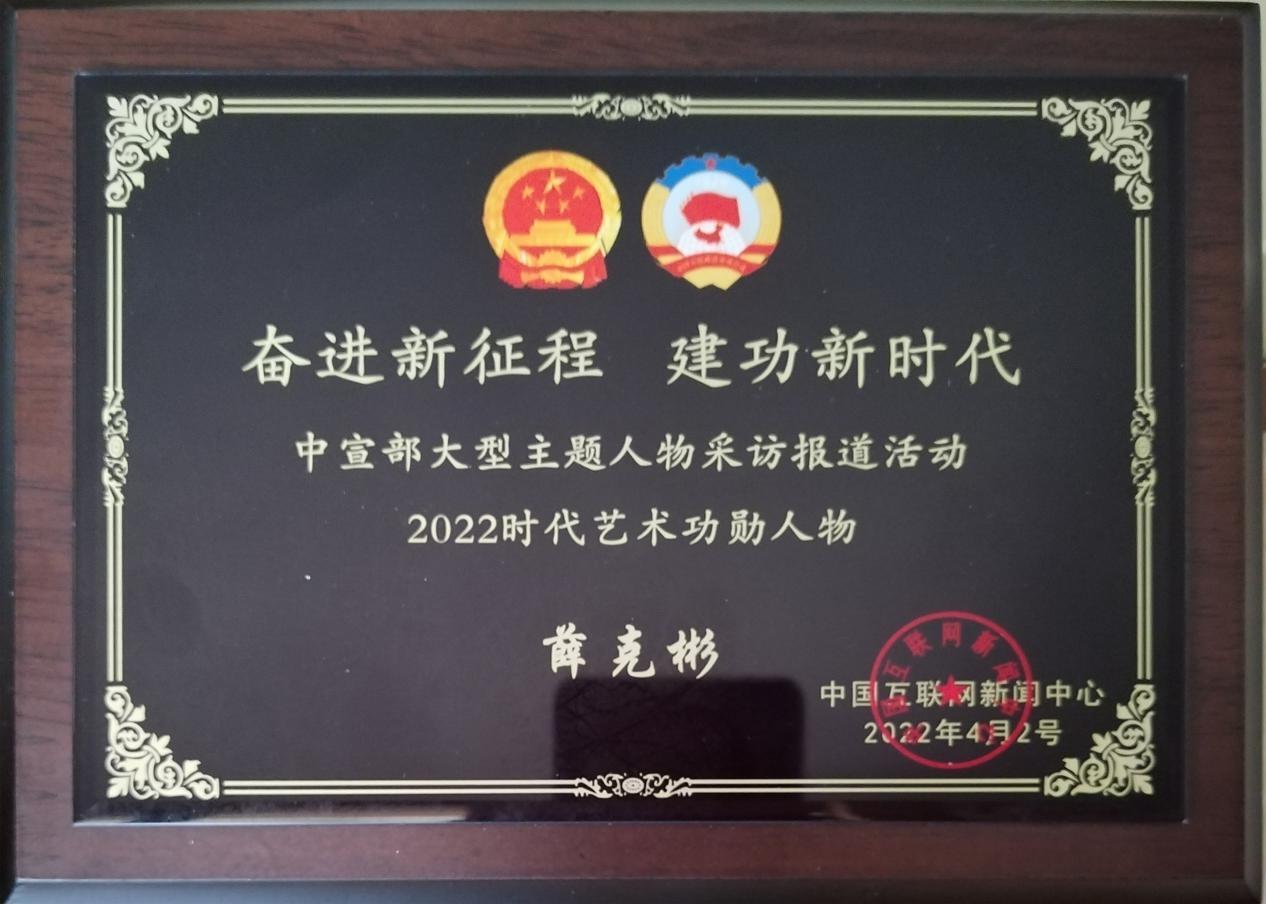 奋进新征程 建功新时代
中宣部大型主题人物采访报道活动
2022时代艺术功勋人物
薛克彬
中国互联网新闻中心
2022年4月2号